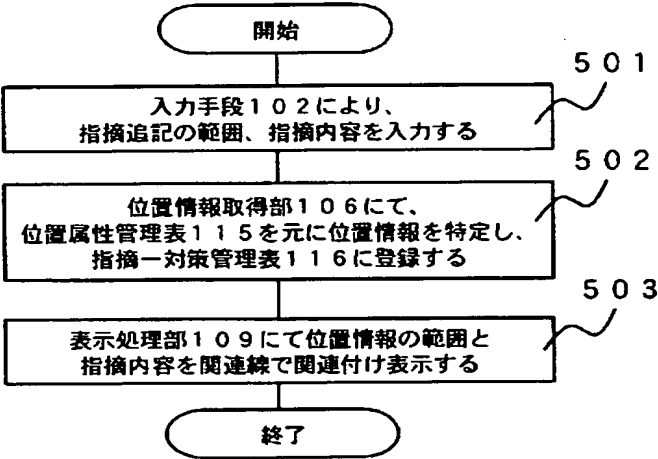 開始
５０１
入力手段１０２により、
指摘追記の範囲、指摘内容を入力する
５０２
位置情報取得部１０６にて、
位置属性管理表１１５を元に位置情報を特定し、
指摘ー対策管理表１１６に登録する
５０３
表示処理部１０９にて位置情報の範囲と
指摘内容を関連線で関連付け表示する
終了